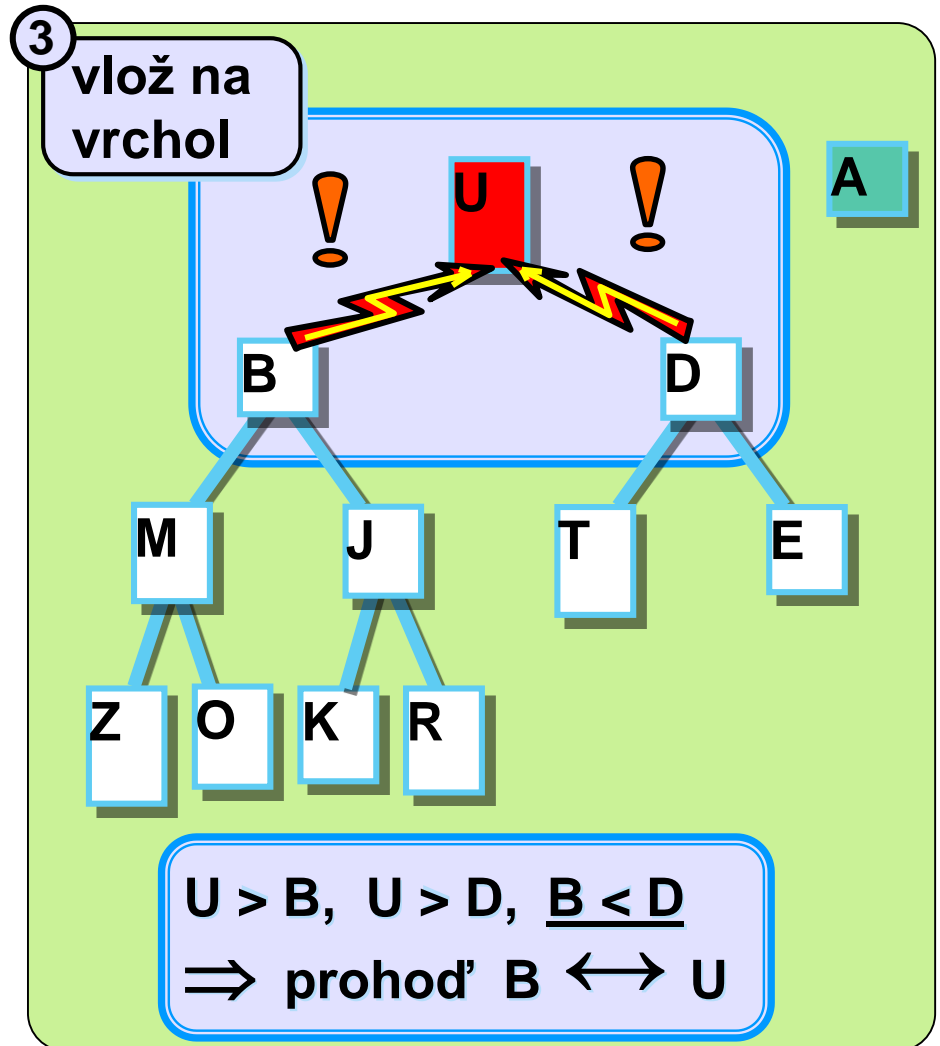 3
vlož na
vrchol
! U ! A
B D
M J T E
Z O K R
U > B, U > D, B < D
⇒ prohoď B ↔ U